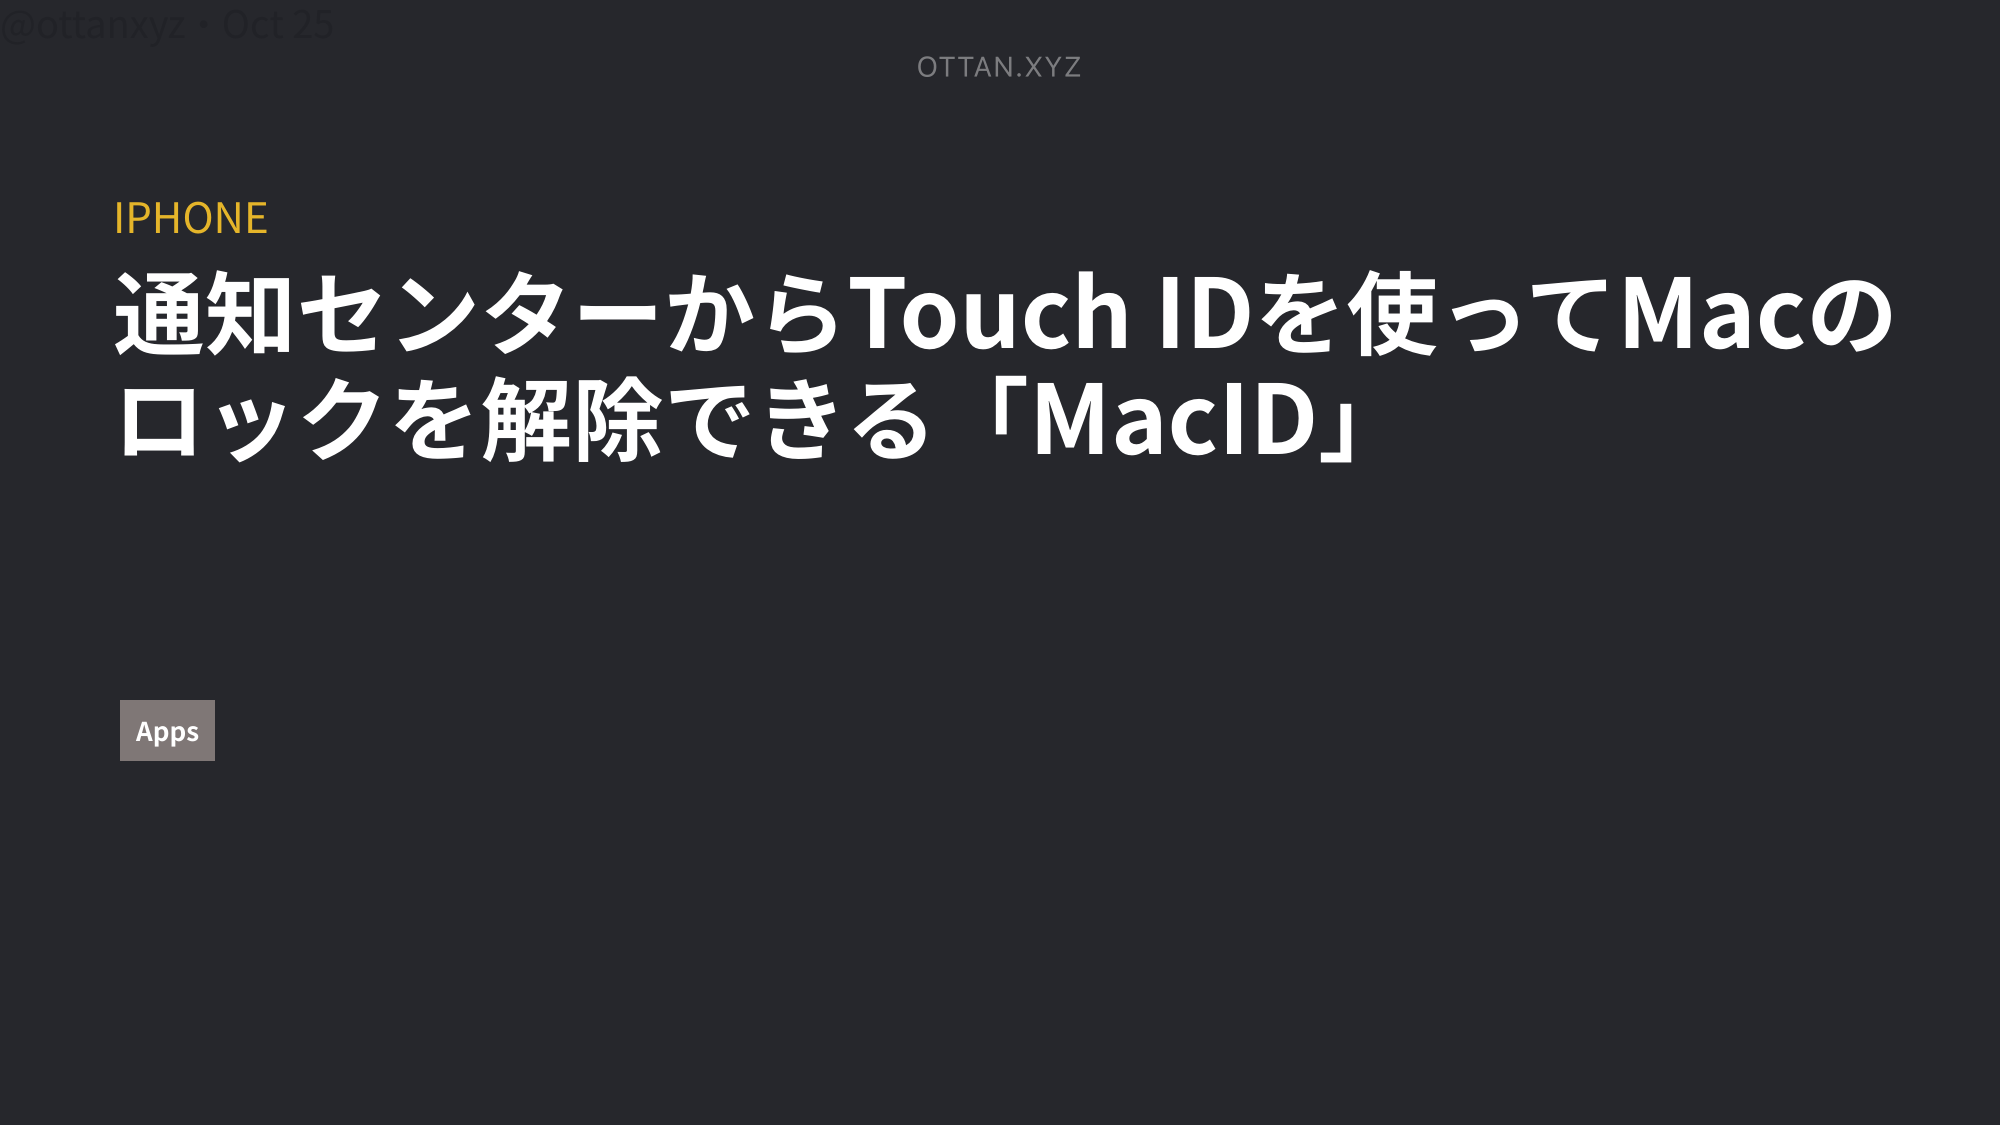 @ottanxyz・Oct 25
OTTAN.XYZ
IPHONE
通知センターからTouch IDを使ってMacの
ロックを解除できる「MacID」
Apps